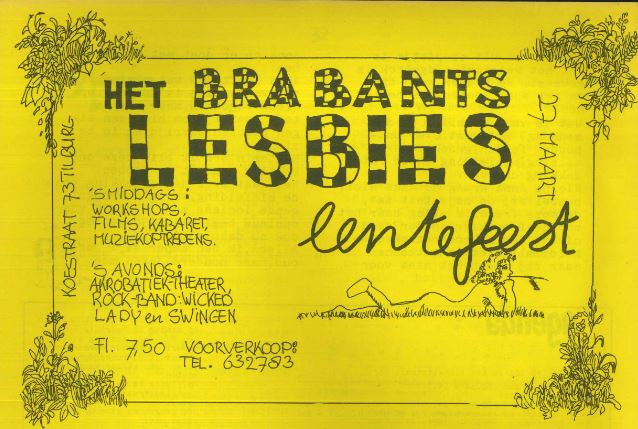 HET BRABANTS
LESBIES
lentefeest
27 MAART
KOESTRAAT 73 TILBURG
'S MIDDAGS:
WORKSHOPS,
FILMS, KABARET,
MUZIEKOPTREDENS.
'S AVONDS:
AKROBATIEK-THEATER,
ROCK-BAND: WICKED
LADY en SWINGEN
Fl. 7,50 VOORVERKOOP:
TEL. 632783